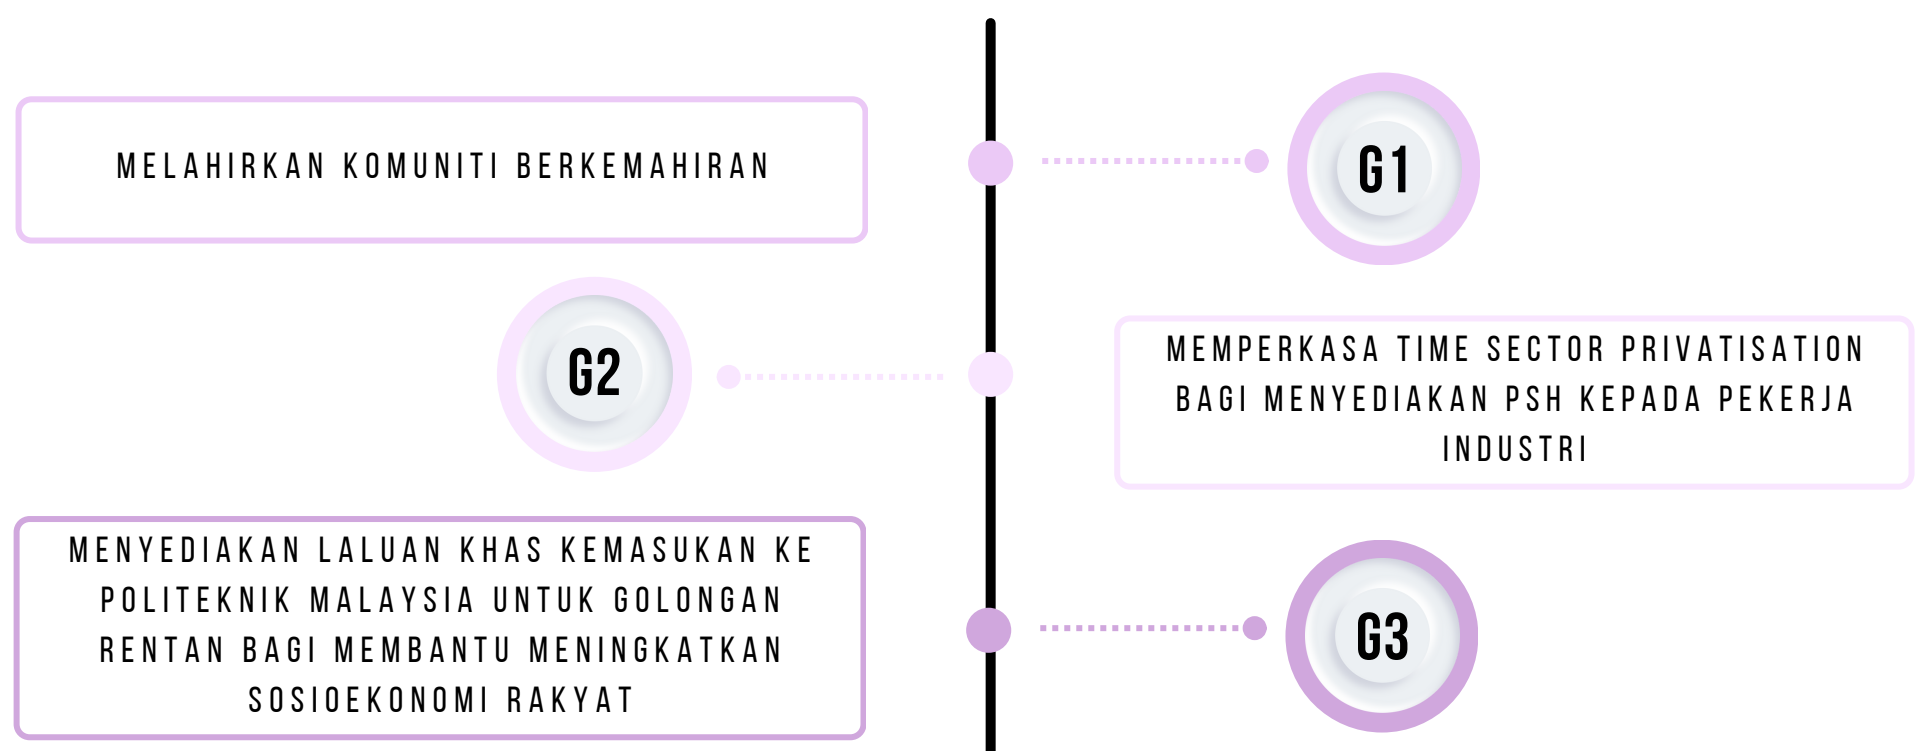 MELAHIRKAN KOMUNITI BERKEMAHIRAN
G1
G2
MEMPERKASA TIME SECTOR PRIVATISATION
BAGI MENYEDIAKAN PSH KEPADA PEKERJA
INDUSTRI
MENYEDIAKAN LALUAN KHAS KEMASUKAN KE
POLITEKNIK MALAYSIA UNTUK GOLONGAN
RENTAN BAGI MEMBANTU MENINGKATKAN
SOSIOEKONOMI RAKYAT
G3